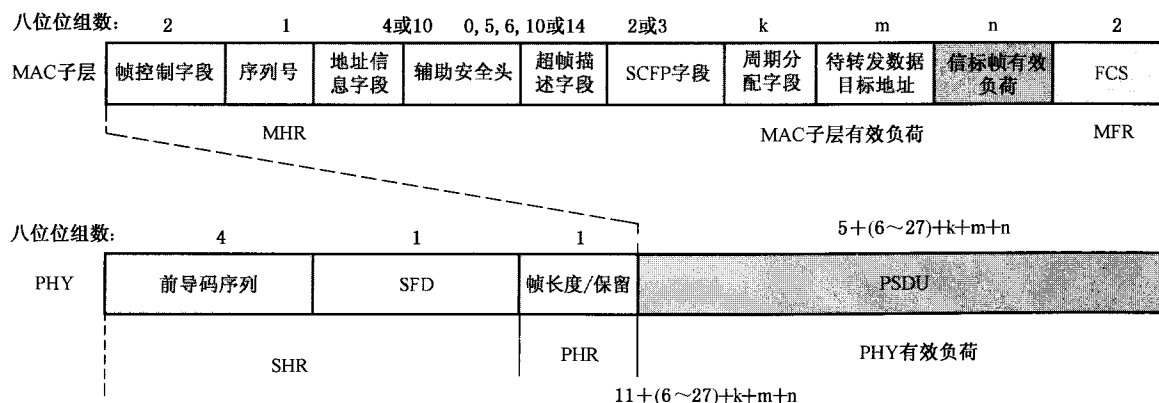 八位位组数: 2 1 4或10 0,5,6,10或14 2或3 k m n 2
MAC子层 帧控制字段 序列号 地址信息字段 辅助安全头 超帧描述字段 SCFP字段 周期分配字段 待转发数据目标地址 信标帧有效负荷 FCS
MHR MAC子层有效负荷 MFR
5+(6~27)+k+m+n
八位位组数: 4 1 1
PHY 前导码序列 SFD 帧长度/保留 PSDU
SHR PHR PHY有效负荷
11+(6~27)+k+m+n